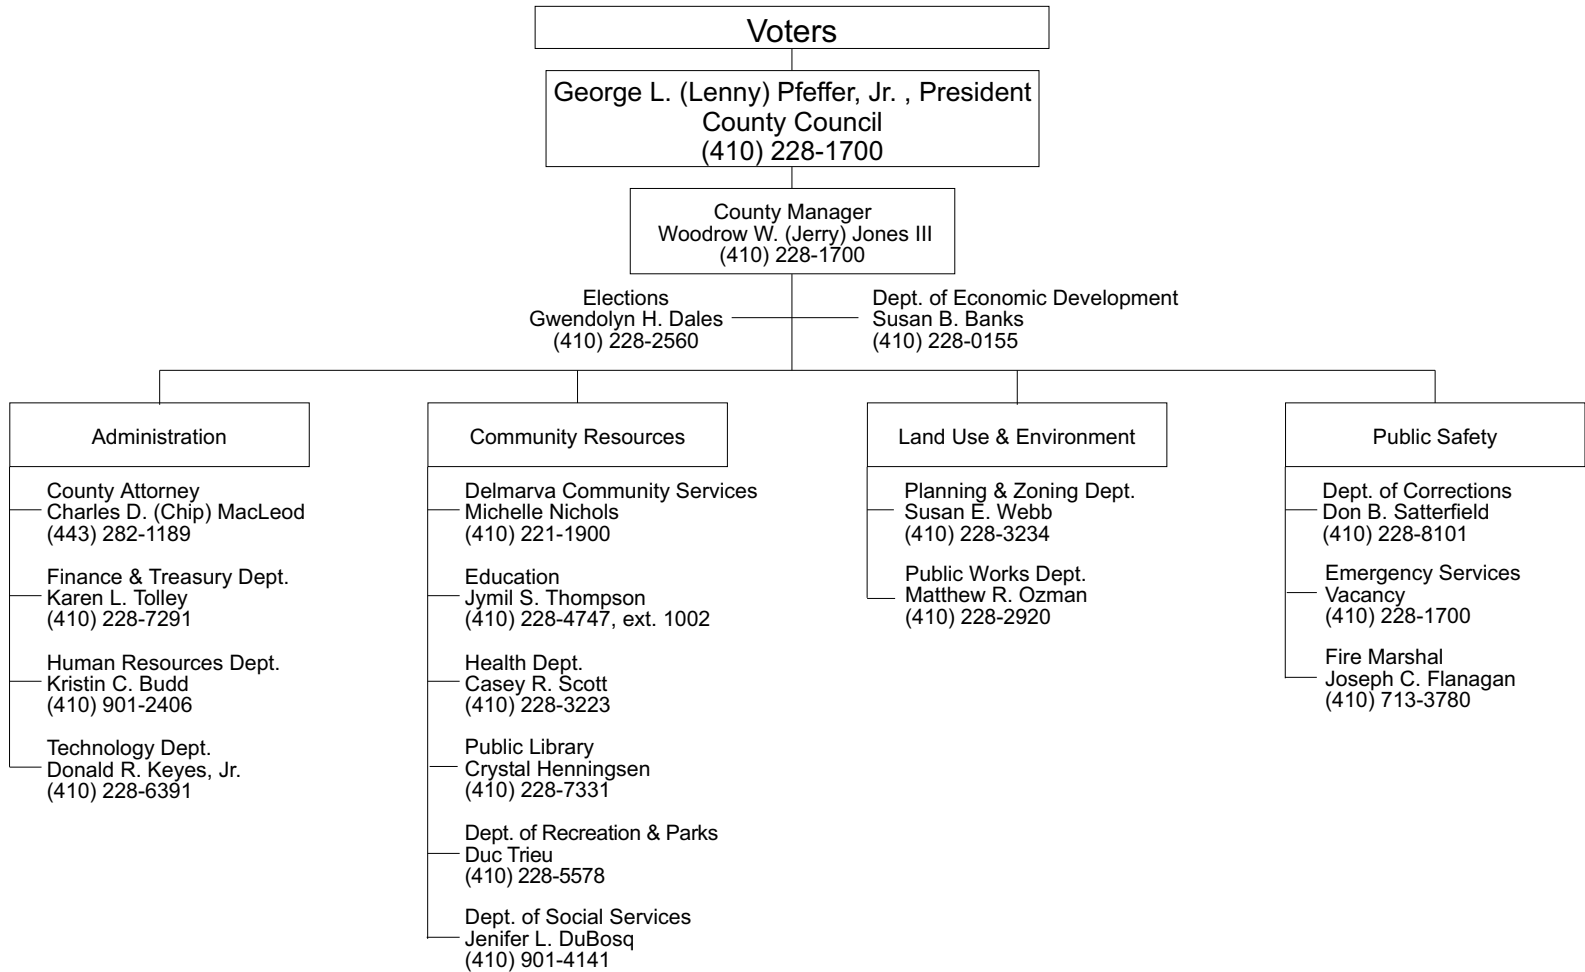 Voters
George L. (Lenny) Pfeffer, Jr. , President
County Council
(410) 228-1700
County Manager
Woodrow W. (Jerry) Jones III
(410) 228-1700
Elections
Gwendolyn H. Dales
(410) 228-2560
Dept. of Economic Development
Susan B. Banks
(410) 228-0155
Administration
County Attorney
Charles D. (Chip) MacLeod
(443) 282-1189
Finance & Treasury Dept.
Karen L. Tolley
(410) 228-7291
Human Resources Dept.
Kristin C. Budd
(410) 901-2406
Technology Dept.
Donald R. Keyes, Jr.
(410) 228-6391
Community Resources
Delmarva Community Services
Michelle Nichols
(410) 221-1900
Education
Jymil S. Thompson
(410) 228-4747, ext. 1002
Health Dept.
Casey R. Scott
(410) 228-3223
Public Library
Crystal Henningsen
(410) 228-7331
Dept. of Recreation & Parks
Duc Trieu
(410) 228-5578
Dept. of Social Services
Jenifer L. DuBosq
(410) 901-4141
Land Use & Environment
Planning & Zoning Dept.
Susan E. Webb
(410) 228-3234
Public Works Dept.
Matthew R. Ozman
(410) 228-2920
Public Safety
Dept. of Corrections
Don B. Satterfield
(410) 228-8101
Emergency Services
Vacancy
(410) 228-1700
Fire Marshal
Joseph C. Flanagan
(410) 713-3780